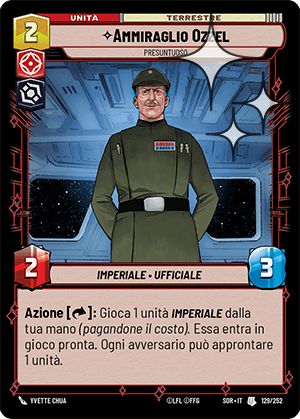 UNITÀ
TERRESTRE
2
✧AMMIRAGLIO OZZEL
PRESUNTUOSO
2
3
IMPERIALE • UFFICIALE
Azione [↷]: Gioca 1 unità IMPERIALE dalla
tua mano (pagandone il costo). Essa entra in
gioco pronta. Ogni avversario può approntare
1 unità.
YVETTE CHUA
©LFL ©FFG
SOR • IT
129/252